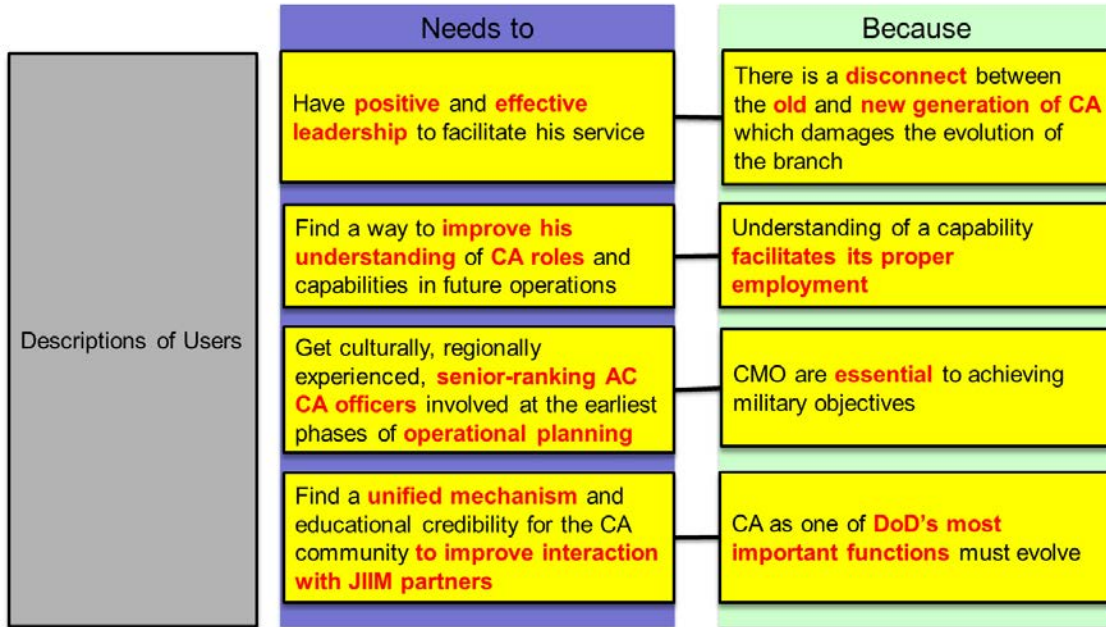 Needs to
Because
Descriptions of Users
Have positive and effective
leadership to facilitate his service
There is a disconnect between
the old and new generation of CA
which damages the evolution of
the branch
Find a way to improve his
understanding of CA roles and
capabilities in future operations
Understanding of a capability
facilitates its proper
employment
Get culturally, regionally
experienced, senior-ranking AC
CA officers involved at the earliest
phases of operational planning
CMO are essential to achieving
military objectives
Find a unified mechanism and
educational credibility for the CA
community to improve interaction
with JIIM partners
CA as one of DoD's most
important functions must evolve